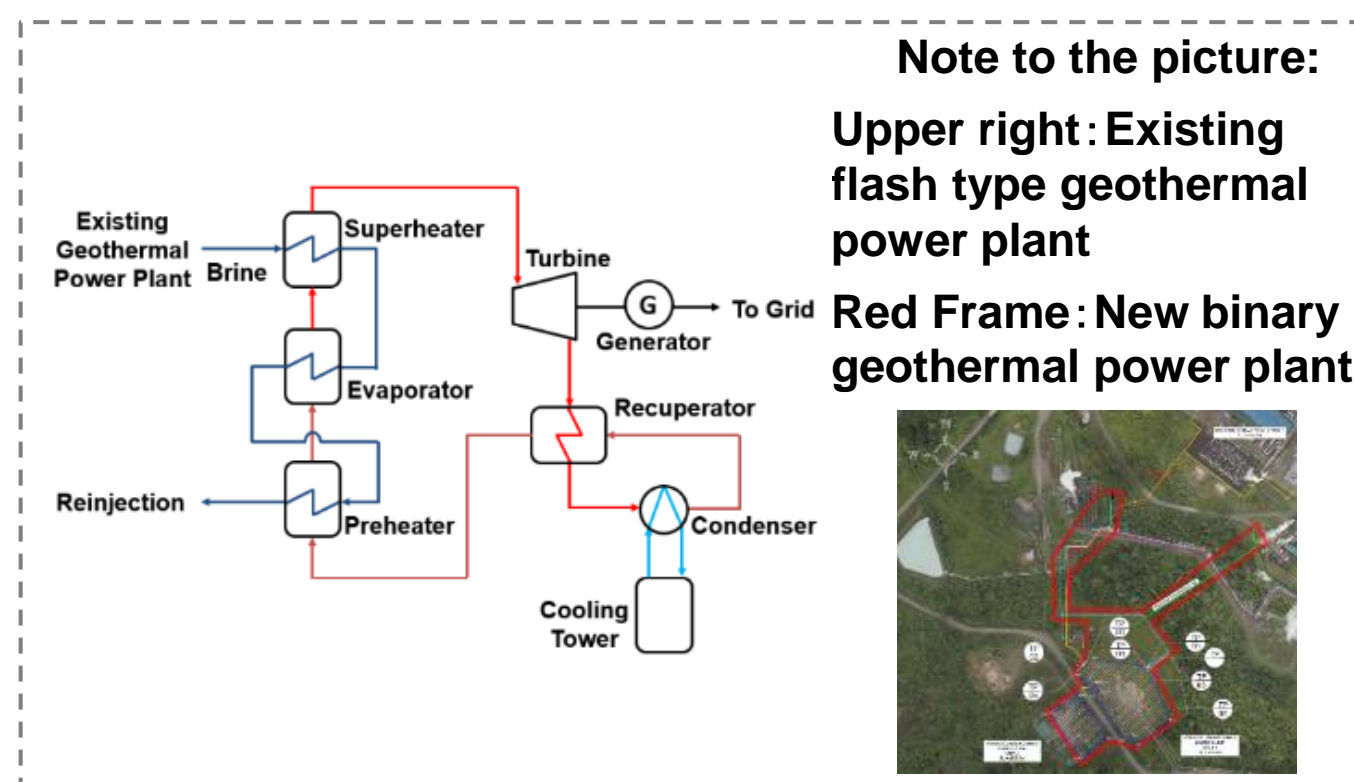 Note to the picture:
Upper right：Existing
flash type geothermal
power plant
Red Frame：New binary
geothermal power plant
Existing
Geothermal
Power Plant
Brine
Superheater
Turbine
G
To Grid
Generator
Evaporator
Recuperator
Reinjection
Preheater
Condenser
Cooling
Tower